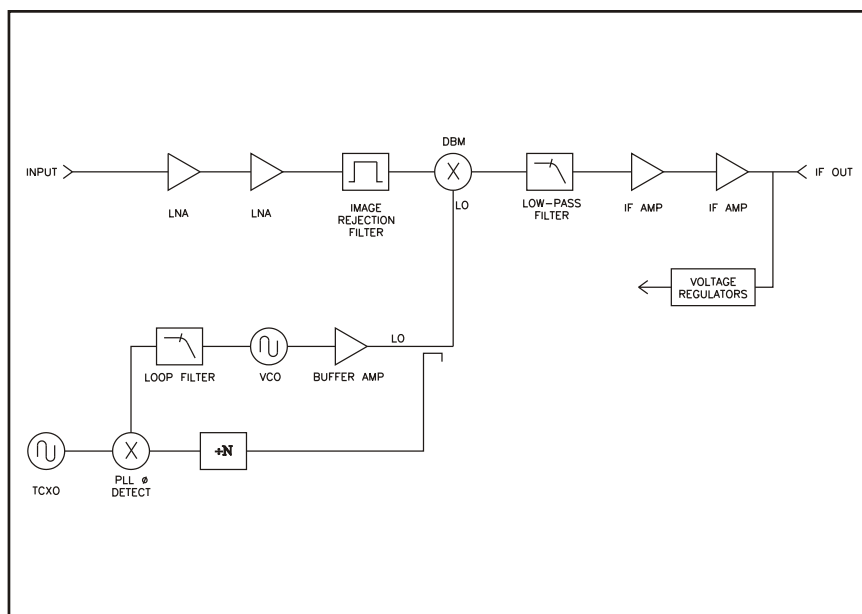 DBM
INPUT
IF OUT
LO
LNA
LNA
IMAGE
REJECTION
FILTER
LOW-PASS
FILTER
IF AMP
IF AMP
VOLTAGE
REGULATORS
LO
LOOP FILTER
VCO
BUFFER AMP
÷N
TCXO
PLL ø
DETECT